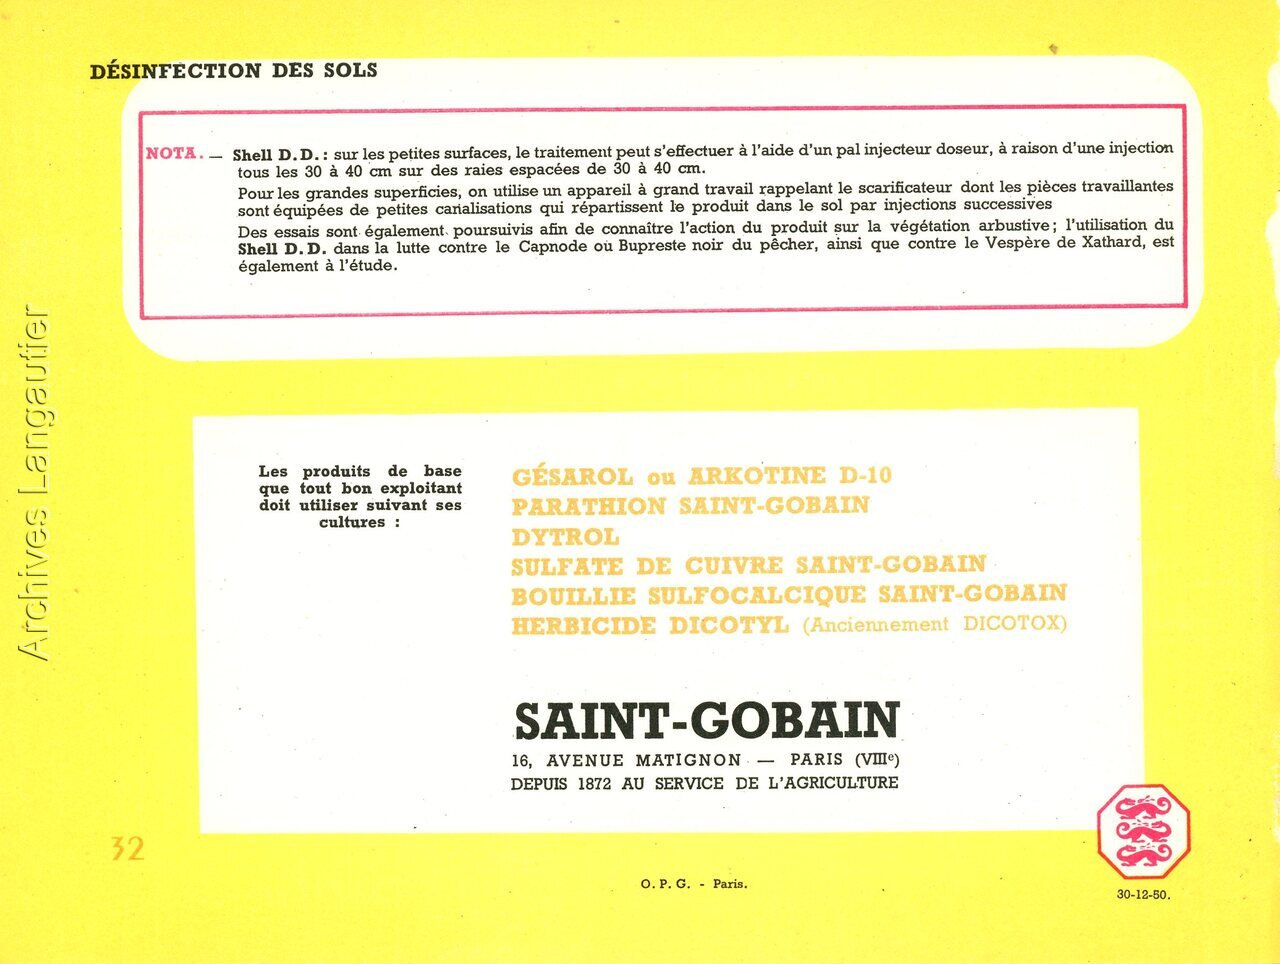 DÉSINFECTION DES SOLS
NOTA. — Shell D.D. : sur les petites surfaces, le traitement peut s'effectuer à l'aide d'un pal injecteur doseur, à raison d'une injection
tous les 30 à 40 cm sur des raies espacées de 30 à 40 cm.
Pour les grandes superficies, on utilise un appareil à grand travail rappelant le scarificateur dont les pièces travaillantes
sont équipées de petites canalisations qui répartissent le produit dans le sol par injections successives
Des essais sont également poursuivis afin de connaître l'action du produit sur la végétation arbustive ; l'utilisation du
Shell D.D. dans la lutte contre le Capnode ou Bupreste noir du pêcher, ainsi que contre le Vespère de Xathard, est
également à l'étude.
Archives Langautier
Les produits de base
que tout bon exploitant
doit utiliser suivant ses
cultures :
GÉSAROL ou ARKOTINE D-10
PARATHION SAINT-GOBAIN
DYTROL
SULFATE DE CUIVRE SAINT-GOBAIN
BOUILLIE SULFOCALCIQUE SAINT-GOBAIN
HERBICIDE DICOTYL (Anciennement DICOTOX)
SAINT-GOBAIN
16, AVENUE MATIGNON — PARIS (VIIIe)
DEPUIS 1872 AU SERVICE DE L'AGRICULTURE
32
O. P. G. - Paris.
30-12-50.